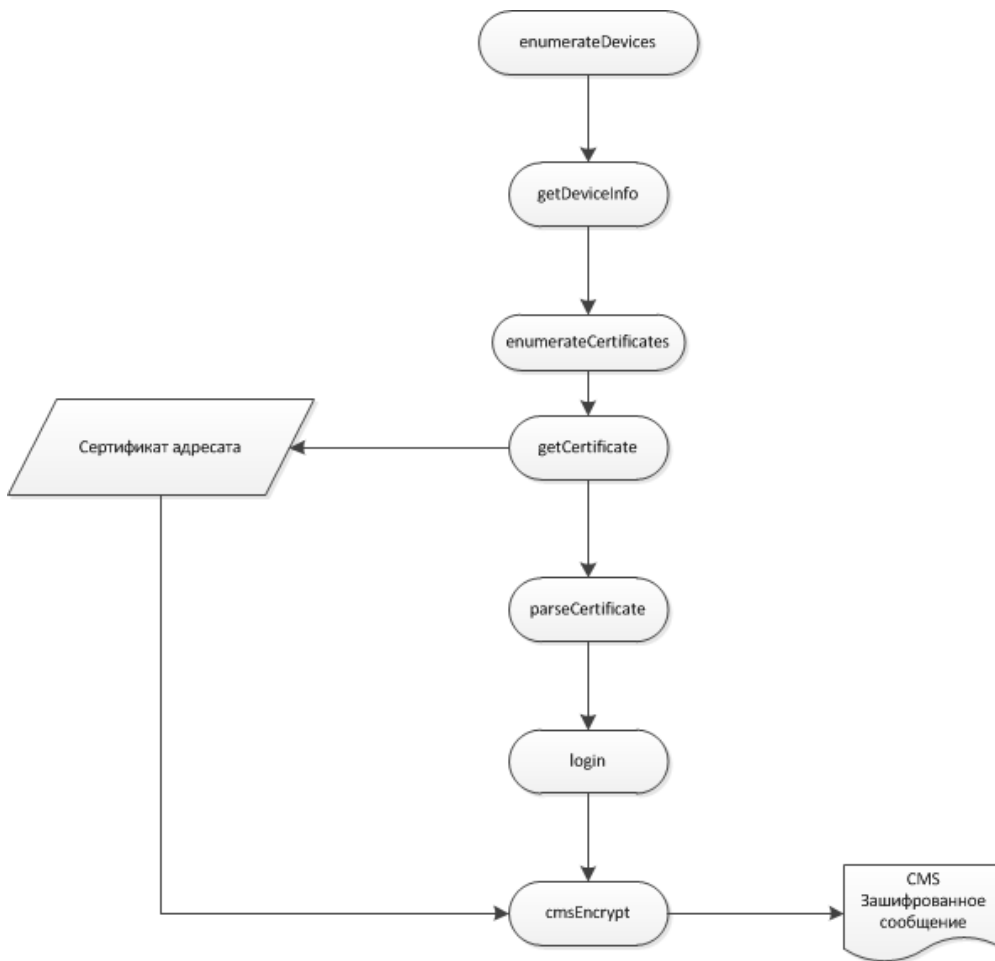 enumerateDevices
getDeviceInfo
enumerateCertificates
Сертификат адресата
getCertificate
parseCertificate
login
cmsEncrypt
CMS
Зашифрованное
сообщение